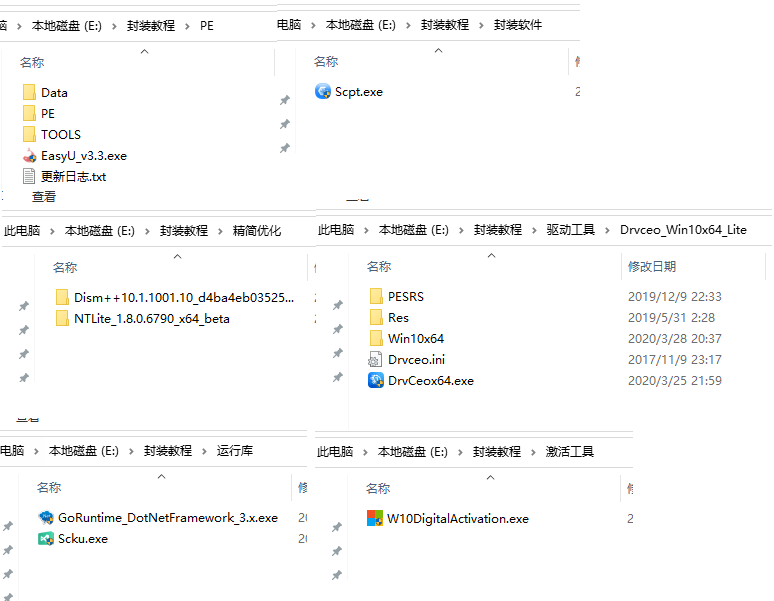 脑 › 本地磁盘 (E:) › 封装教程 › PE
名称
Data
PE
TOOLS
EasyU_v3.3.exe
更新日志.txt
查看
电脑 › 本地磁盘 (E:) › 封装教程 › 封装软件
名称 修
Scpt.exe 2
此电脑 › 本地磁盘 (E:) › 封装教程 › 精简优化
名称
Dism++10.1.1001.10_d4ba4eb03525...
NTLite_1.8.0.6790_x64_beta
此电脑 › 本地磁盘 (E:) › 封装教程 › 驱动工具 › Drvceo_Win10x64_Lite
名称 修改日期
PESRS 2019/12/9 22:33
Res 2019/5/31 2:28
Win10x64 2020/3/28 20:37
Drvceo.ini 2017/11/9 23:17
DrvCeox64.exe 2020/3/25 21:59
电脑 › 本地磁盘 (E:) › 封装教程 › 运行库
名称 修
GoRuntime_DotNetFramework_3.x.exe 20
Scku.exe 20
此电脑 › 本地磁盘 (E:) › 封装教程 › 激活工具
名称 修
W10DigitalActivation.exe 2